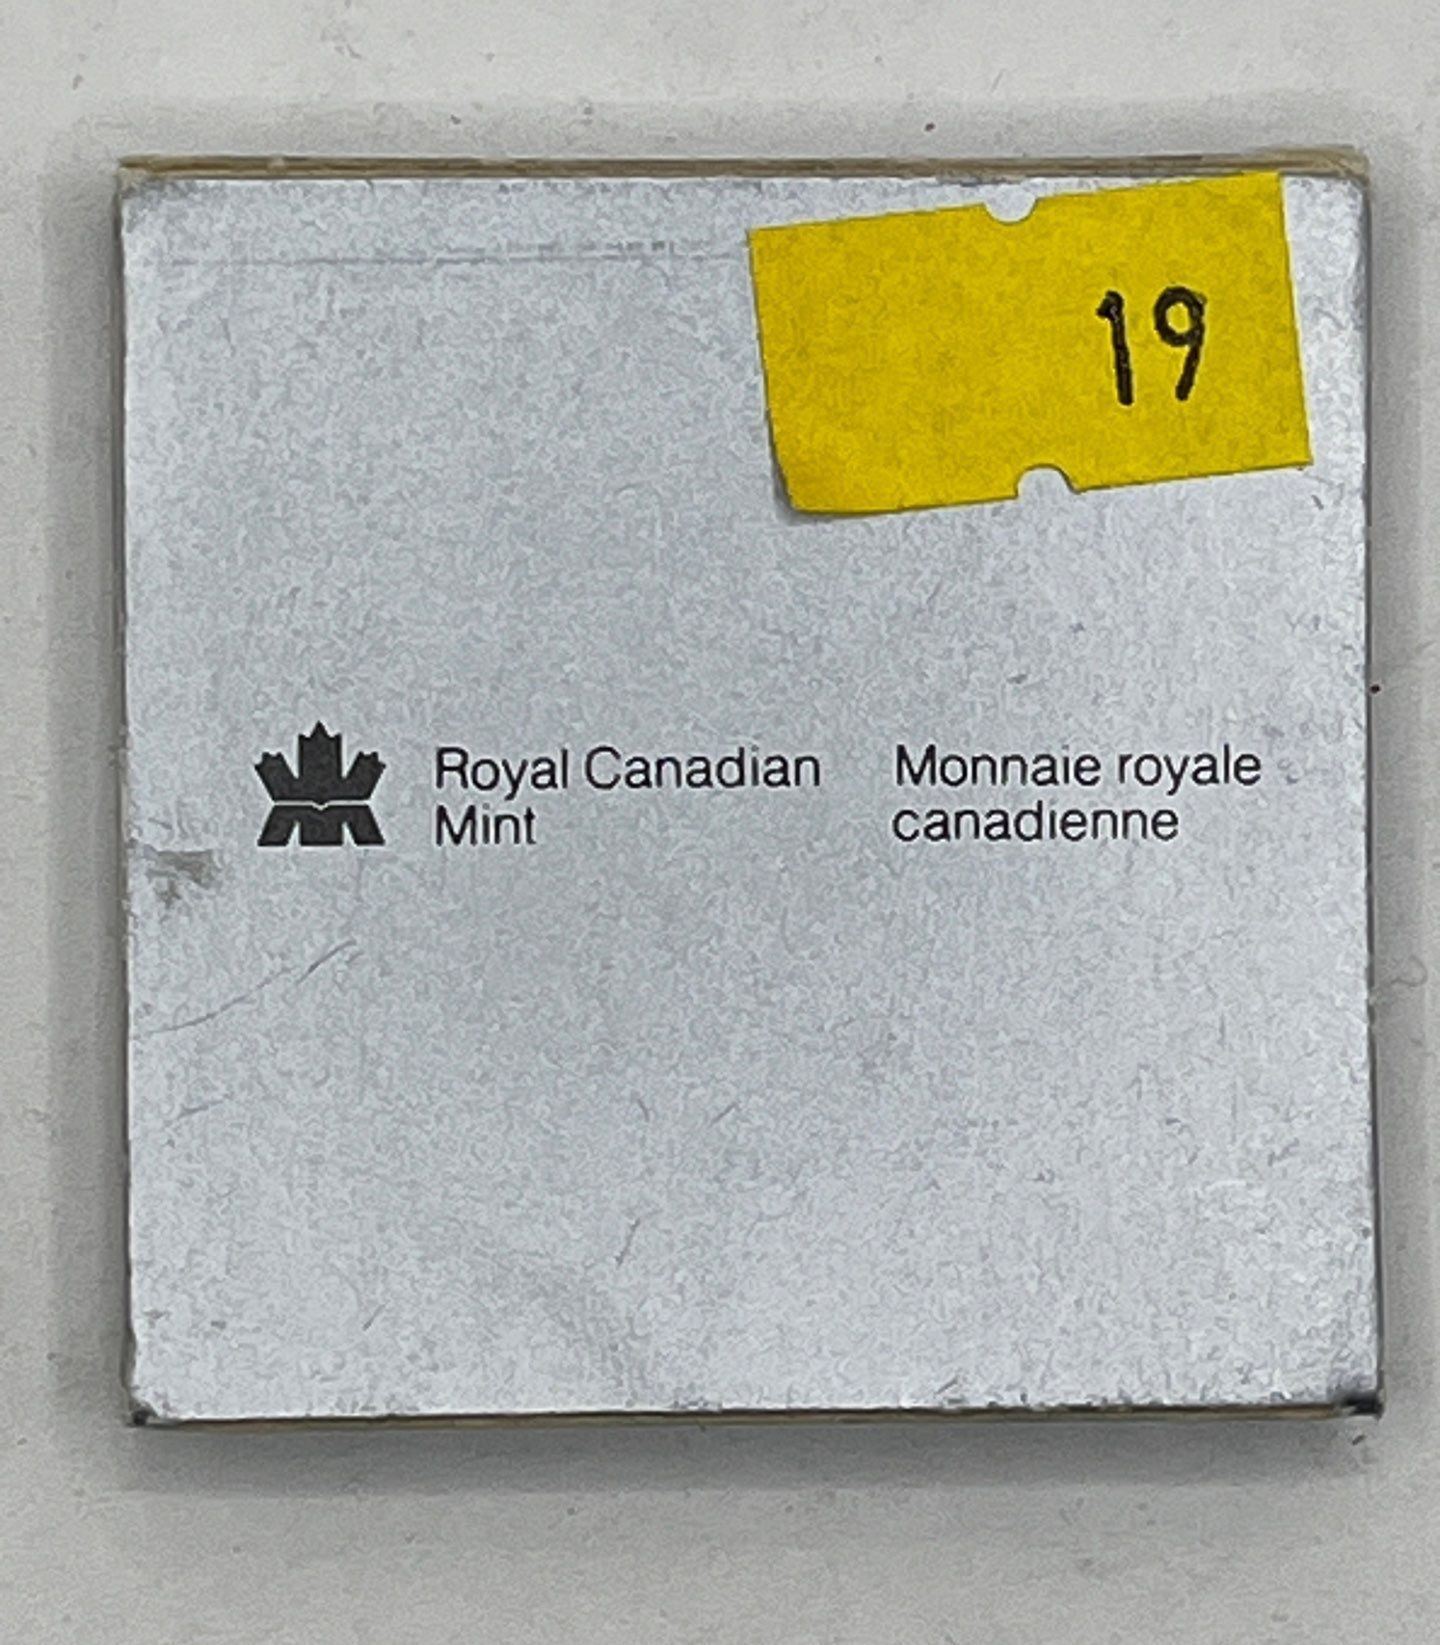 19
Royal Canadian
Mint
Monnaie royale
canadienne